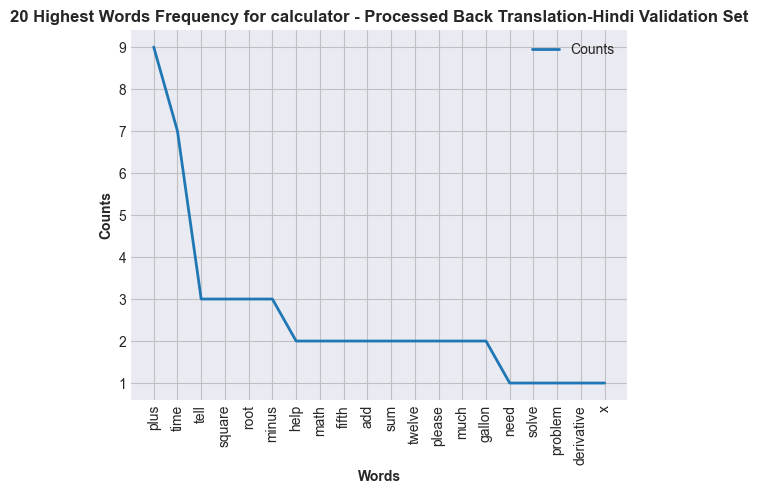 20 Highest Words Frequency for calculator - Processed Back Translation-Hindi Validation Set
Counts
9
8
7
6
5
4
3
2
1
Counts
plus
time
tell
square
root
minus
help
math
fifth
add
sum
twelve
please
much
gallon
need
solve
problem
derivative
x
Words